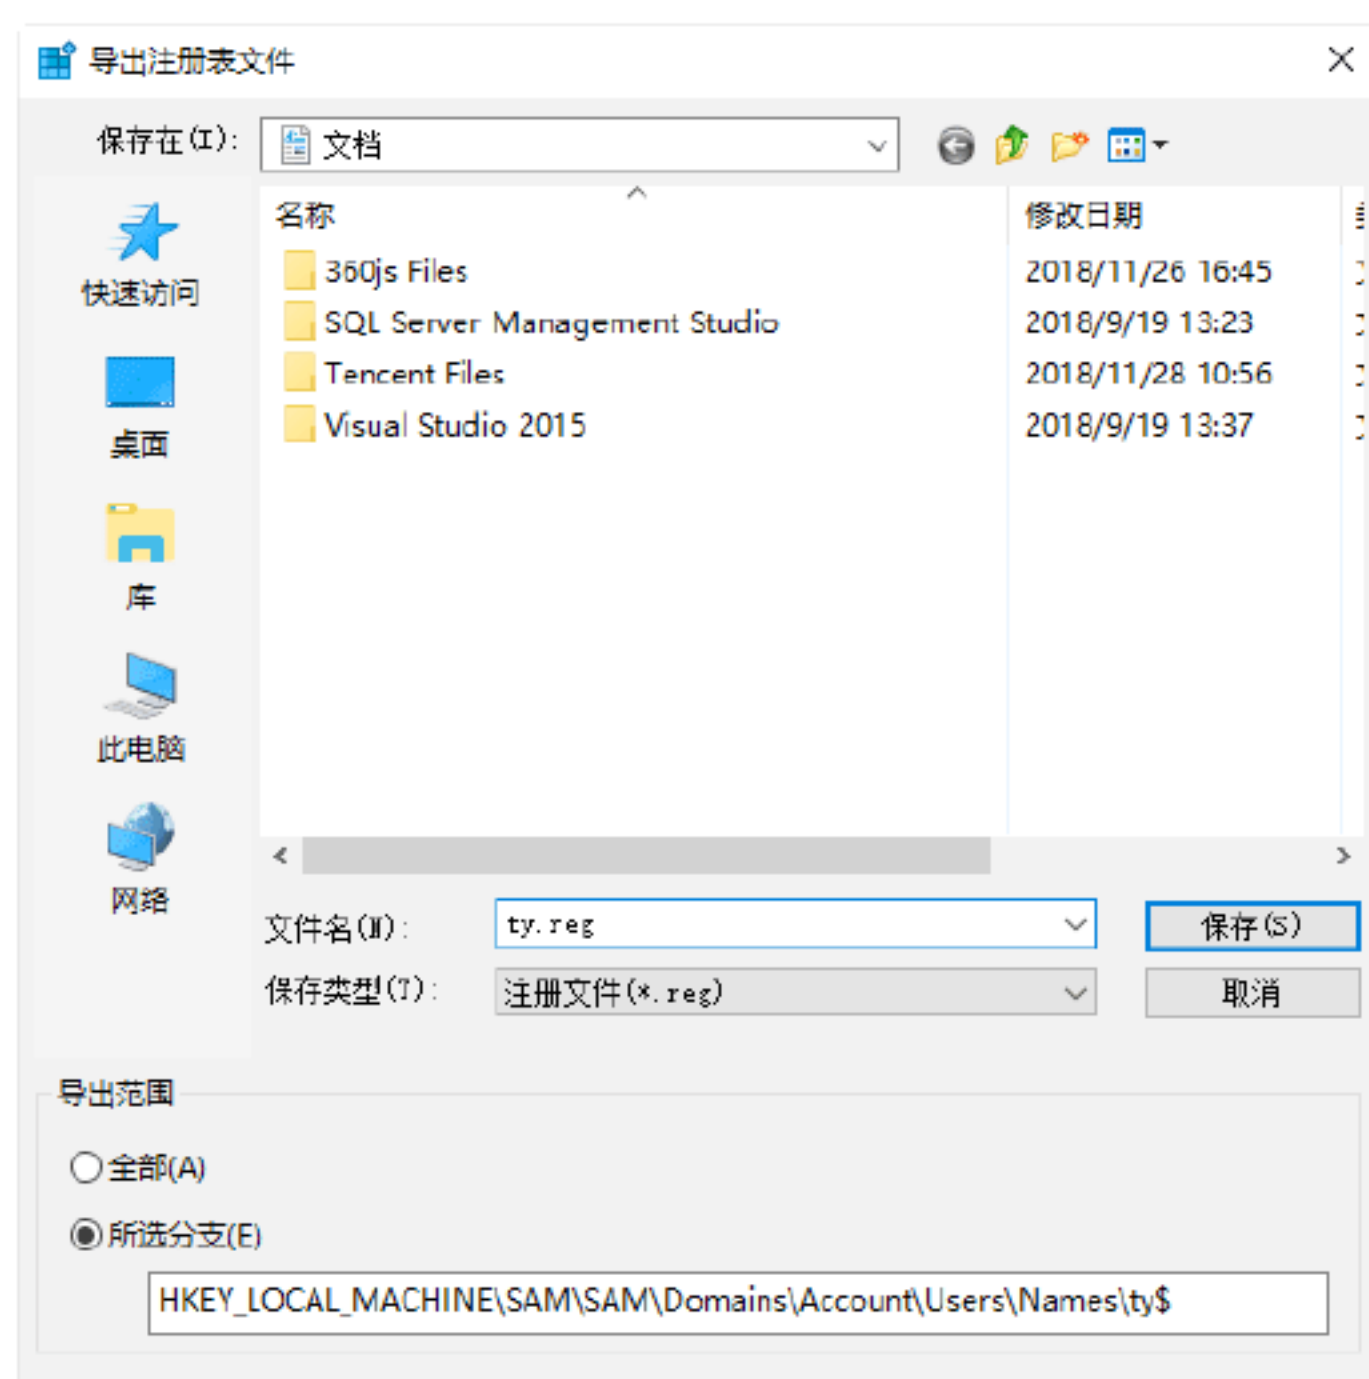 导出注册表文件
保存在(I):
文档
名称
修改日期
360js Files
2018/11/26 16:45
SQL Server Management Studio
2018/9/19 13:23
Tencent Files
2018/11/28 10:56
Visual Studio 2015
2018/9/19 13:37
快速访问
桌面
库
此电脑
网络
文件名(N):
ty.reg
保存(S)
保存类型(T):
注册文件(*.reg)
取消
导出范围
全部(A)
所选分支(E)
HKEY_LOCAL_MACHINE\SAM\SAM\Domains\Account\Users\Names\ty$